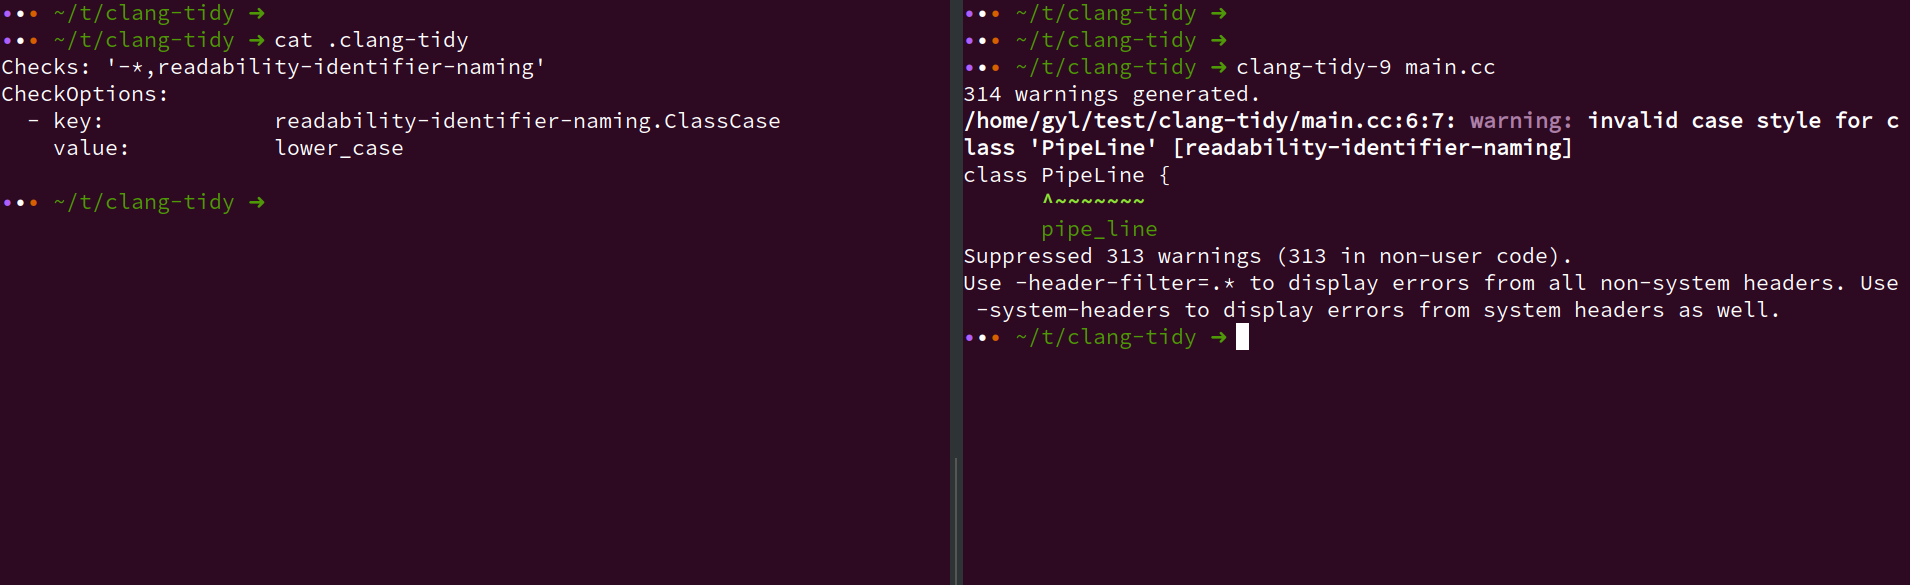 ••• ~/t/clang-tidy ➜
••• ~/t/clang-tidy ➜ cat .clang-tidy
Checks: '-*,readability-identifier-naming'
CheckOptions:
  - key:             readability-identifier-naming.ClassCase
    value:           lower_case
••• ~/t/clang-tidy ➜
••• ~/t/clang-tidy ➜
••• ~/t/clang-tidy ➜
••• ~/t/clang-tidy ➜ clang-tidy-9 main.cc
314 warnings generated.
/home/gyl/test/clang-tidy/main.cc:6:7: warning: invalid case style for c
lass 'PipeLine' [readability-identifier-naming]
class PipeLine {
      ^~~~~~~~
      pipe_line
Suppressed 313 warnings (313 in non-user code).
Use -header-filter=.* to display errors from all non-system headers. Use
 -system-headers to display errors from system headers as well.
••• ~/t/clang-tidy ➜